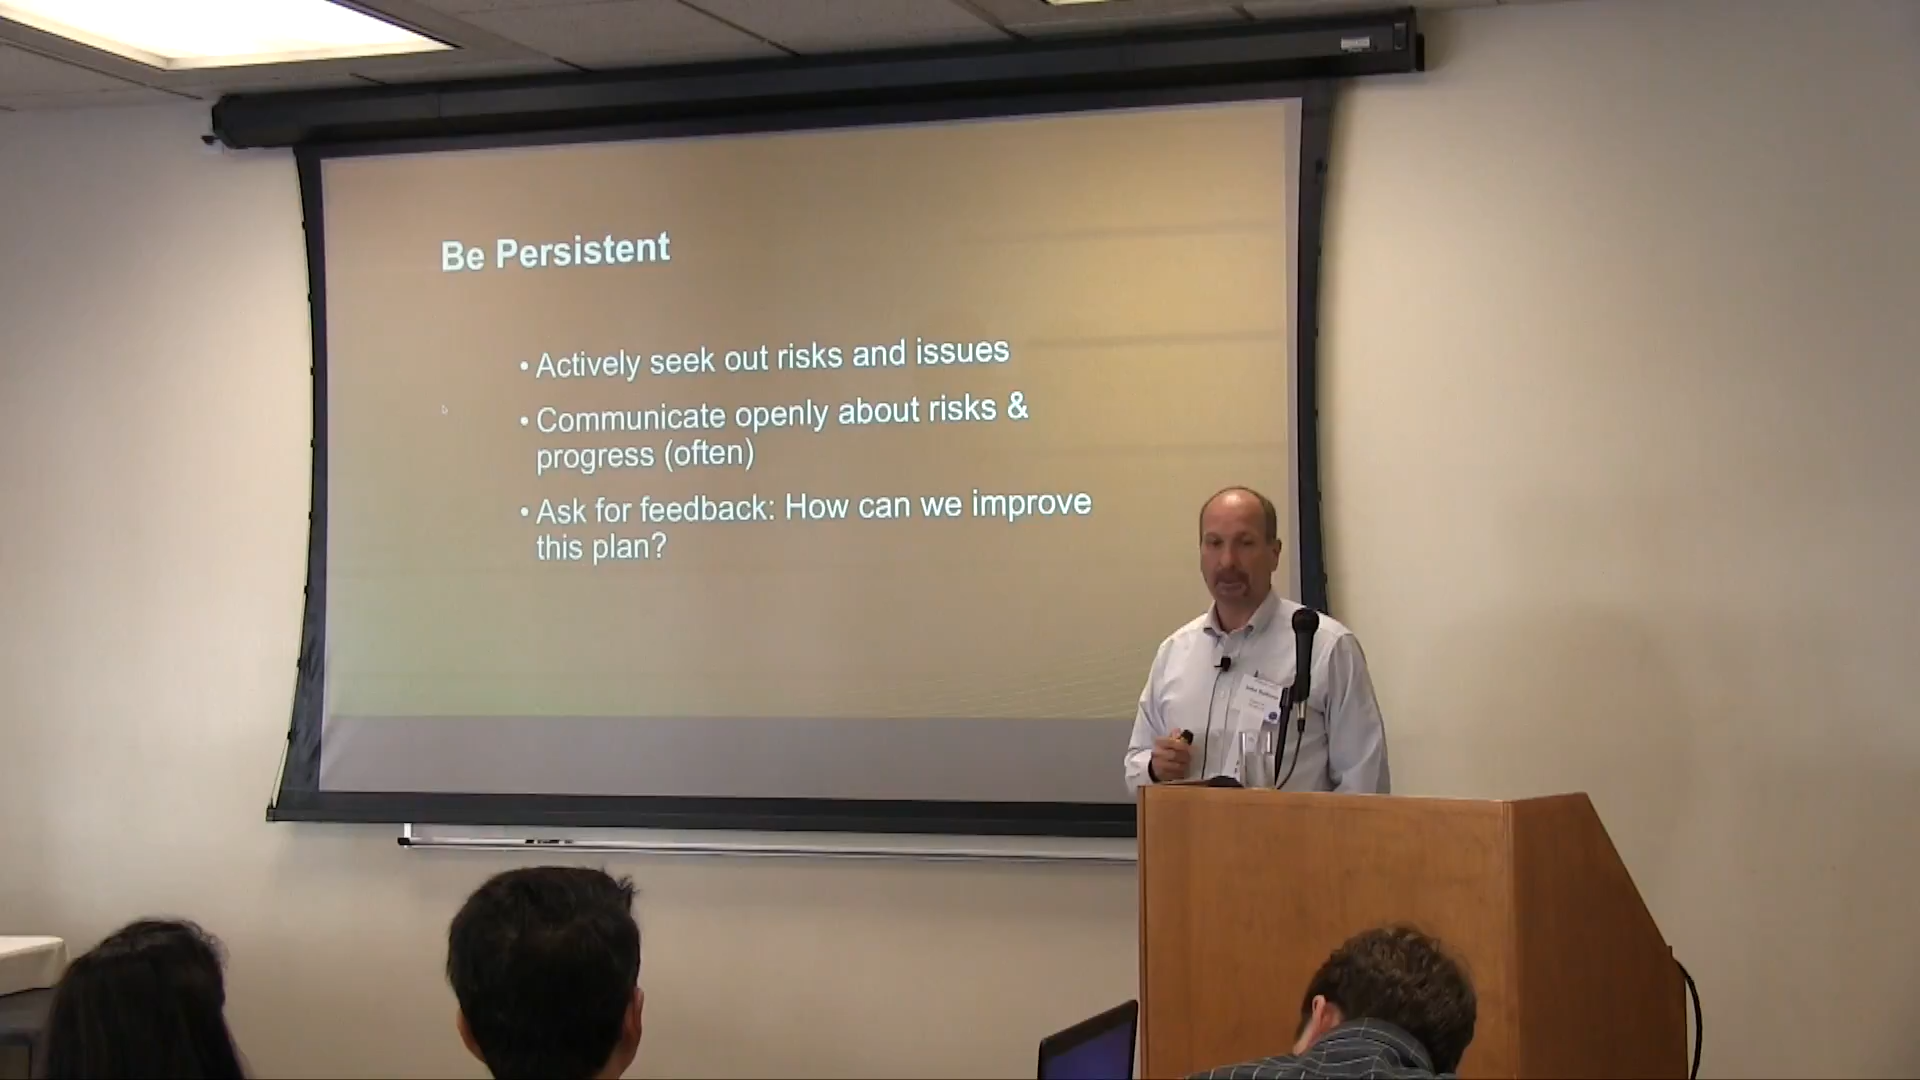 Be Persistent
• Actively seek out risks and issues
• Communicate openly about risks &
progress (often)
• Ask for feedback: How can we improve
this plan?